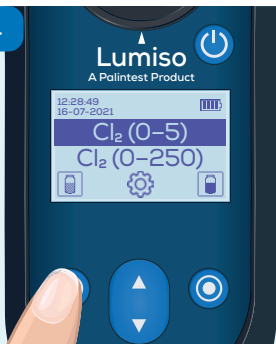 Lumiso
A Palintest Product
12:28:49
16-07-2021
Cl₂ (0–5)
Cl₂ (0–250)